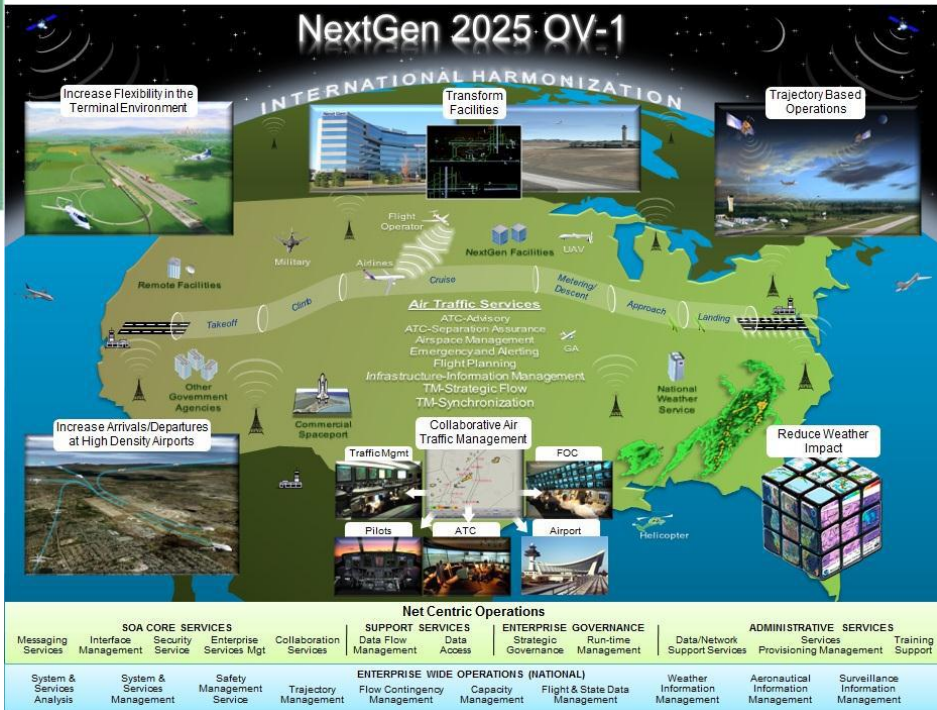 NextGen 2025 OV-1
INTERNATIONAL HARMONIZATION
Increase Flexibility in the
Terminal Environment
Transform
Facilities
Trajectory Based
Operations
Flight
Operator
Military
Airlines
NextGen Facilities
UAV
Remote Facilities
Takeoff
Climb
Cruise
Metering/
Descent
Approach
Landing
Air Traffic Services
ATC-Advisory
ATC-Separation Assurance
Airspace Management
Emergency and Alerting
Flight Planning
Infrastructure-Information Management
TM-Strategic Flow
TM-Synchronization
GA
Other
Government
Agencies
Commercial
Spaceport
National
Weather
Service
Increase Arrivals/Departures
at High Density Airports
Collaborative Air
Traffic Management
Reduce Weather
Impact
Traffic Mgmt
FOC
Pilots
ATC
Airport
Helicopter
Net Centric Operations
SOA CORE SERVICES
Messaging
Services
Interface
Management
Security
Service
Enterprise
Services Mgt
Collaboration
Services
SUPPORT SERVICES
Data Flow
Management
Data
Access
ENTERPRISE GOVERNANCE
Strategic
Governance
Run-time
Management
ADMINISTRATIVE SERVICES
Data/Network
Support Services
Services
Provisioning Management
Training
Support
ENTERPRISE WIDE OPERATIONS (NATIONAL)
System &
Services
Analysis
System &
Services
Management
Safety
Management
Service
Trajectory
Management
Flow Contingency
Management
Capacity
Management
Flight & State Data
Management
Weather
Information
Management
Aeronautical
Information
Management
Surveillance
Information
Management